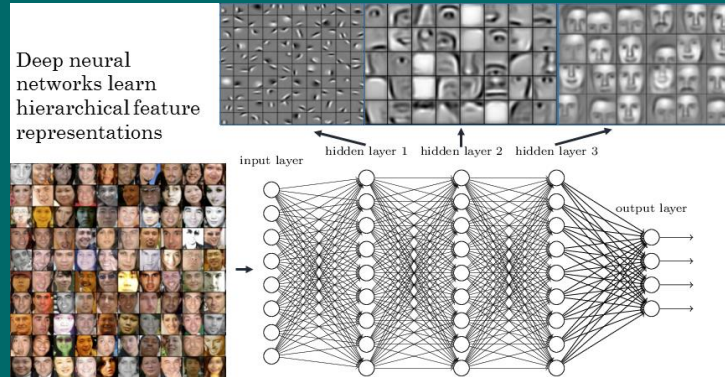 Deep neural
networks learn
hierarchical feature
representations
hidden layer 1 hidden layer 2 hidden layer 3
input layer
output layer